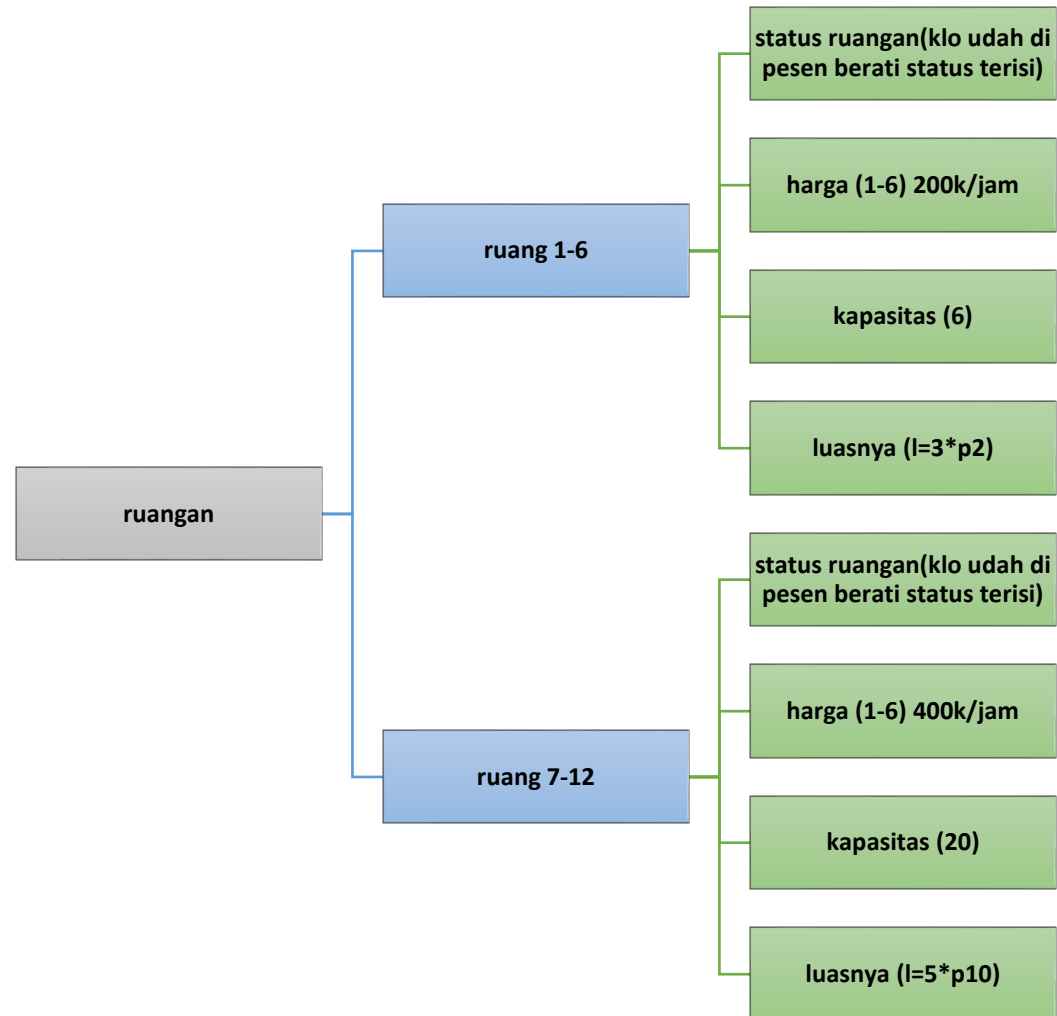 ruangan
ruang 1-6
status ruangan(klo udah di
pesen berati status terisi)
harga (1-6) 200k/jam
kapasitas (6)
luasnya (l=3*p2)
ruang 7-12
status ruangan(klo udah di
pesen berati status terisi)
harga (1-6) 400k/jam
kapasitas (20)
luasnya (l=5*p10)